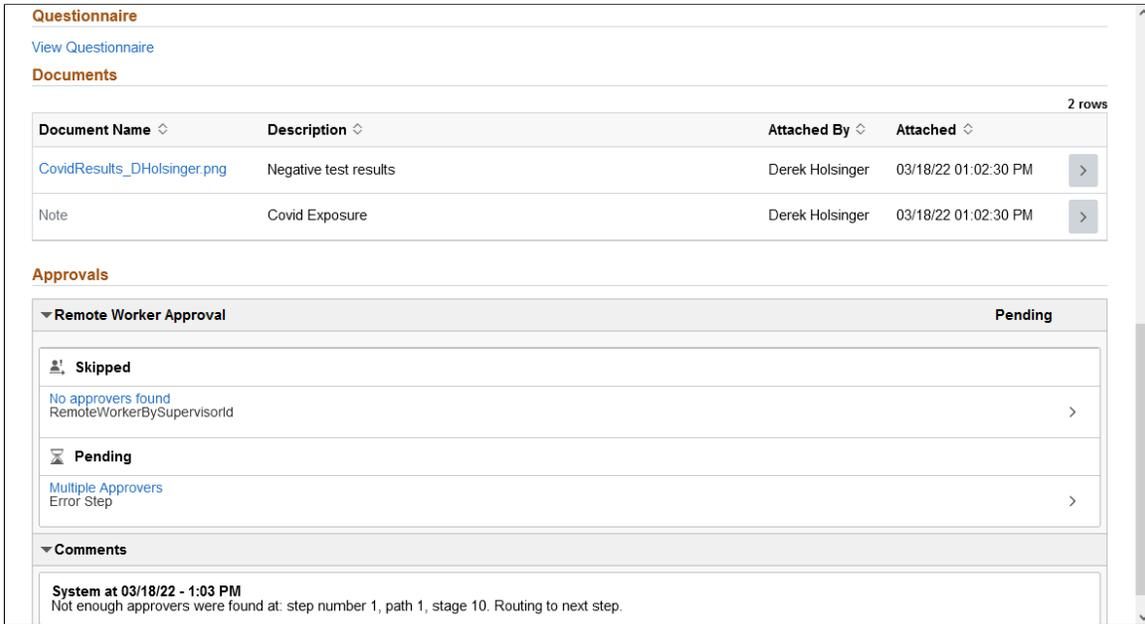 Questionnaire
View Questionnaire
Documents
2 rows
Document Name Description Attached By Attached
CovidResults_DHolsinger.png Negative test results Derek Holsinger 03/18/22 01:02:30 PM
Note Covid Exposure Derek Holsinger 03/18/22 01:02:30 PM
Approvals
Remote Worker Approval Pending
Skipped
No approvers found
RemoteWorkerBySupervisorId
Pending
Multiple Approvers
Error Step
Comments
System at 03/18/22 - 1:03 PM
Not enough approvers were found at: step number 1, path 1, stage 10. Routing to next step.